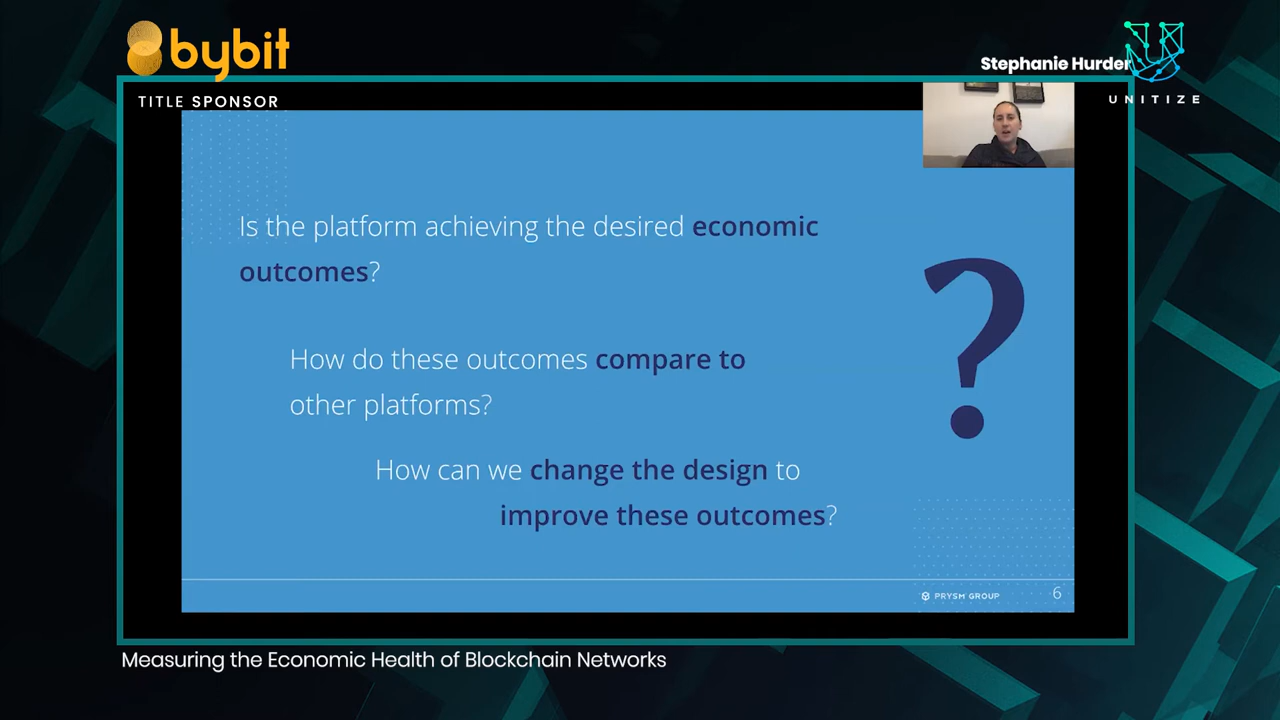 bybit
Stephanie Hurder
TITLE SPONSOR
UNITIZE
Is the platform achieving the desired economic
outcomes?
?
How do these outcomes compare to
other platforms?
How can we change the design to
improve these outcomes?
PRYSM GROUP
6
Measuring the Economic Health of Blockchain Networks